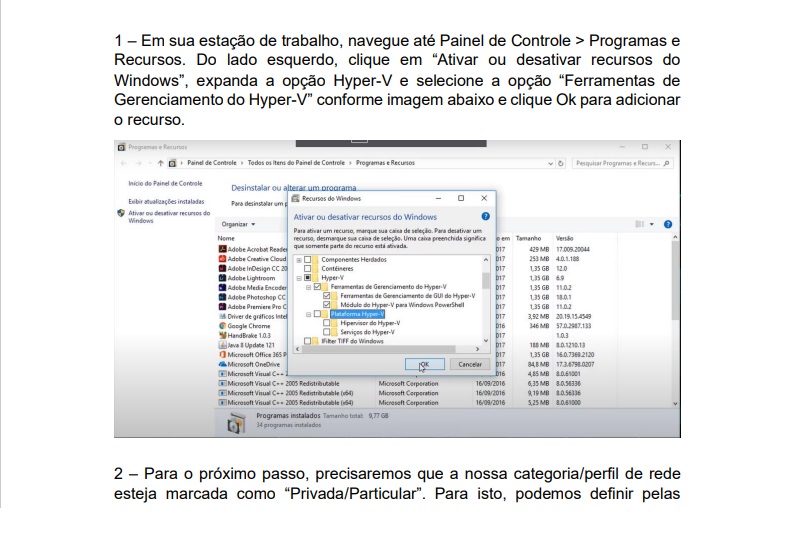 1 – Em sua estação de trabalho, navegue até Painel de Controle > Programas e
Recursos. Do lado esquerdo, clique em “Ativar ou desativar recursos do
Windows”, expanda a opção Hyper-V e selecione a opção “Ferramentas de
Gerenciamento do Hyper-V” conforme imagem abaixo e clique Ok para adicionar
o recurso.
Programas e Recursos
Painel de Controle > Todos os Itens do Painel de Controle > Programas e Recursos
Pesquisar Programas e Recurs...
Início do Painel de Controle
Exibir atualizações instaladas
Ativar ou desativar recursos do
Windows
Desinstalar ou alterar um programa
Para desinstalar um p
Organizar
Nome
Tamanho
Versão
Adobe Acrobat Reader
017
429 MB
17.009.20044
Adobe Creative Cloud
017
253 MB
4.0.1.188
Adobe InDesign CC 20
017
1,35 GB
12.0
Adobe Lightroom
017
1,35 GB
6.9
Adobe Media Encoder
017
1,35 GB
11.0.2
Adobe Photoshop CC
017
1,35 GB
18.0.1
Adobe Premiere Pro C
017
1,35 GB
11.0.2
Driver de gráficos Intel
017
3,92 MB
20.19.15.4549
Google Chrome
016
346 MB
57.0.2987.133
HandBrake 1.0.3
017
1.0.3
Java 8 Update 121
017
188 MB
8.0.1210.13
Microsoft Office 365 P
017
1,35 GB
16.0.7369.2120
Microsoft OneDrive
017
84,8 MB
17.3.6798.0207
Microsoft Visual C++
2016
4,85 MB
8.0.61001
Microsoft Visual C++ 2005 Redistributable
Microsoft Corporation
16/09/2016
6,35 MB
8.0.56336
Microsoft Visual C++ 2005 Redistributable (x64)
Microsoft Corporation
16/09/2016
9,19 MB
8.0.56336
Microsoft Visual C++ 2005 Redistributable (x64)
Microsoft Corporation
16/09/2016
5,25 MB
8.0.61000
Programas instalados Tamanho total: 9,77 GB
34 programas instalados
Recursos do Windows
Ativar ou desativar recursos do Windows
Para ativar um recurso, marque sua caixa de seleção. Para desativar um
recurso, desmarque sua caixa de seleção. Uma caixa preenchida significa
que somente parte do recurso está ativada.
Componentes Herdados
Contêineres
Hyper-V
Ferramentas de Gerenciamento do Hyper-V
Ferramentas de Gerenciamento de GUI do Hyper-V
Módulo do Hyper-V para Windows PowerShell
Plataforma Hyper-V
Hipervisor do Hyper-V
Serviços do Hyper-V
IFilter TIFF do Windows
OK
Cancelar
2 – Para o próximo passo, precisaremos que a nossa categoria/perfil de rede
esteja marcada como “Privada/Particular”. Para isto, podemos definir pelas